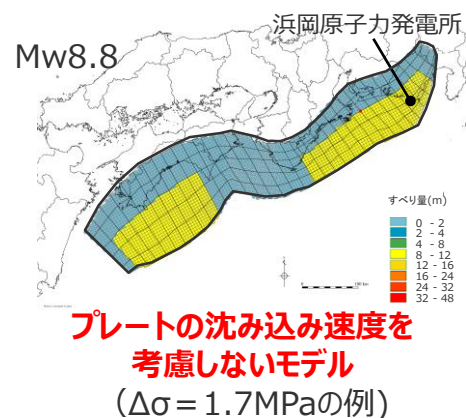 浜岡原子力発電所
Mw8.8
すべり量(m)
0 - 2
2 - 4
4 - 8
8 - 12
12 - 16
16 - 24
24 - 32
32 - 48
プレートの沈み込み速度を
考慮しないモデル
(Δσ=1.7MPaの例)